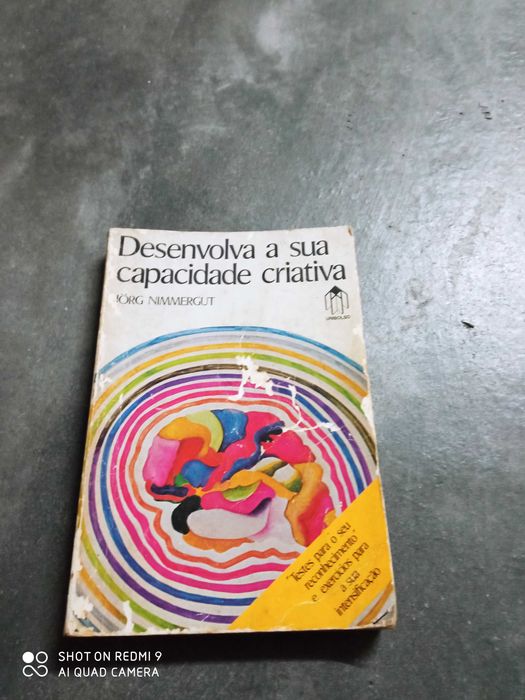 Desenvolva a sua
capacidade criativa
JÖRG NIMMERGUT
UNIBOLSO
"Testes para o seu
reconhecimento"
e exercícios para
a sua
intensificação
SHOT ON REDMI 9
AI QUAD CAMERA